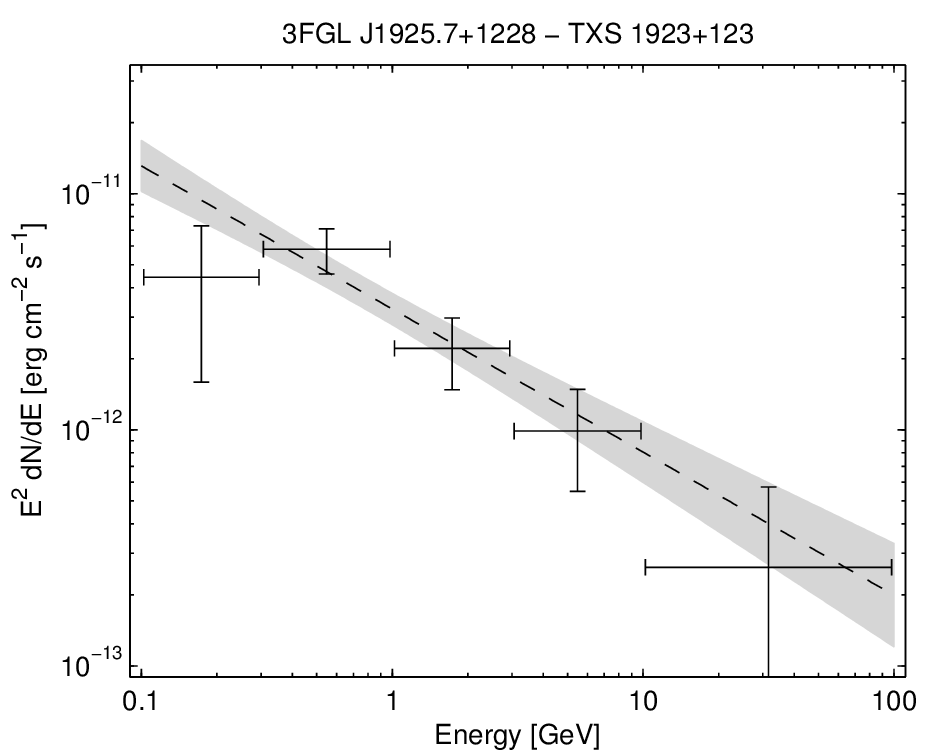 3FGL J1925.7+1228 − TXS 1923+123
E² dN/dE [erg cm⁻² s⁻¹]
10⁻¹¹
10⁻¹²
10⁻¹³
0.1 1 10 100
Energy [GeV]